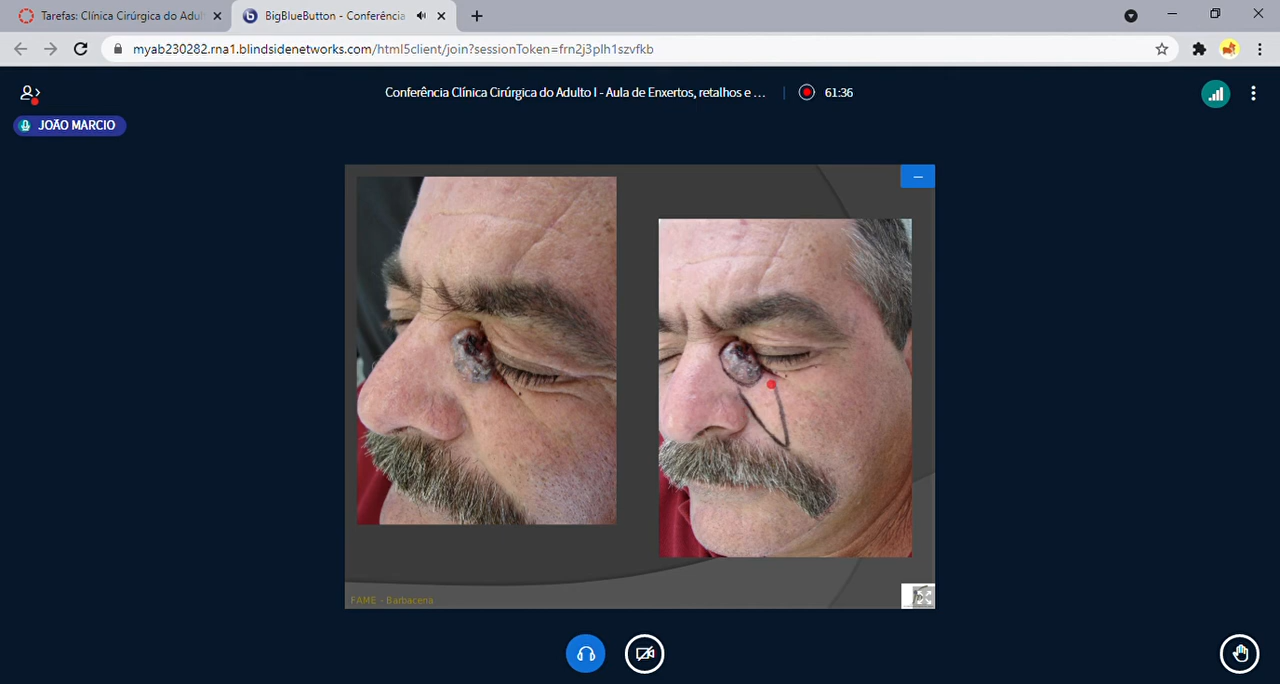 Tarefas: Clínica Cirúrgica do Adul
BigBlueButton - Conferência
myab230282.rna1.blindsidenetworks.com/html5client/join?sessionToken=frn2j3plh1szvfkb
Conferência Clínica Cirúrgica do Adulto I - Aula de Enxertos, retalhos e ...
61:36
JOÃO MARCIO
FAME - Barbacena